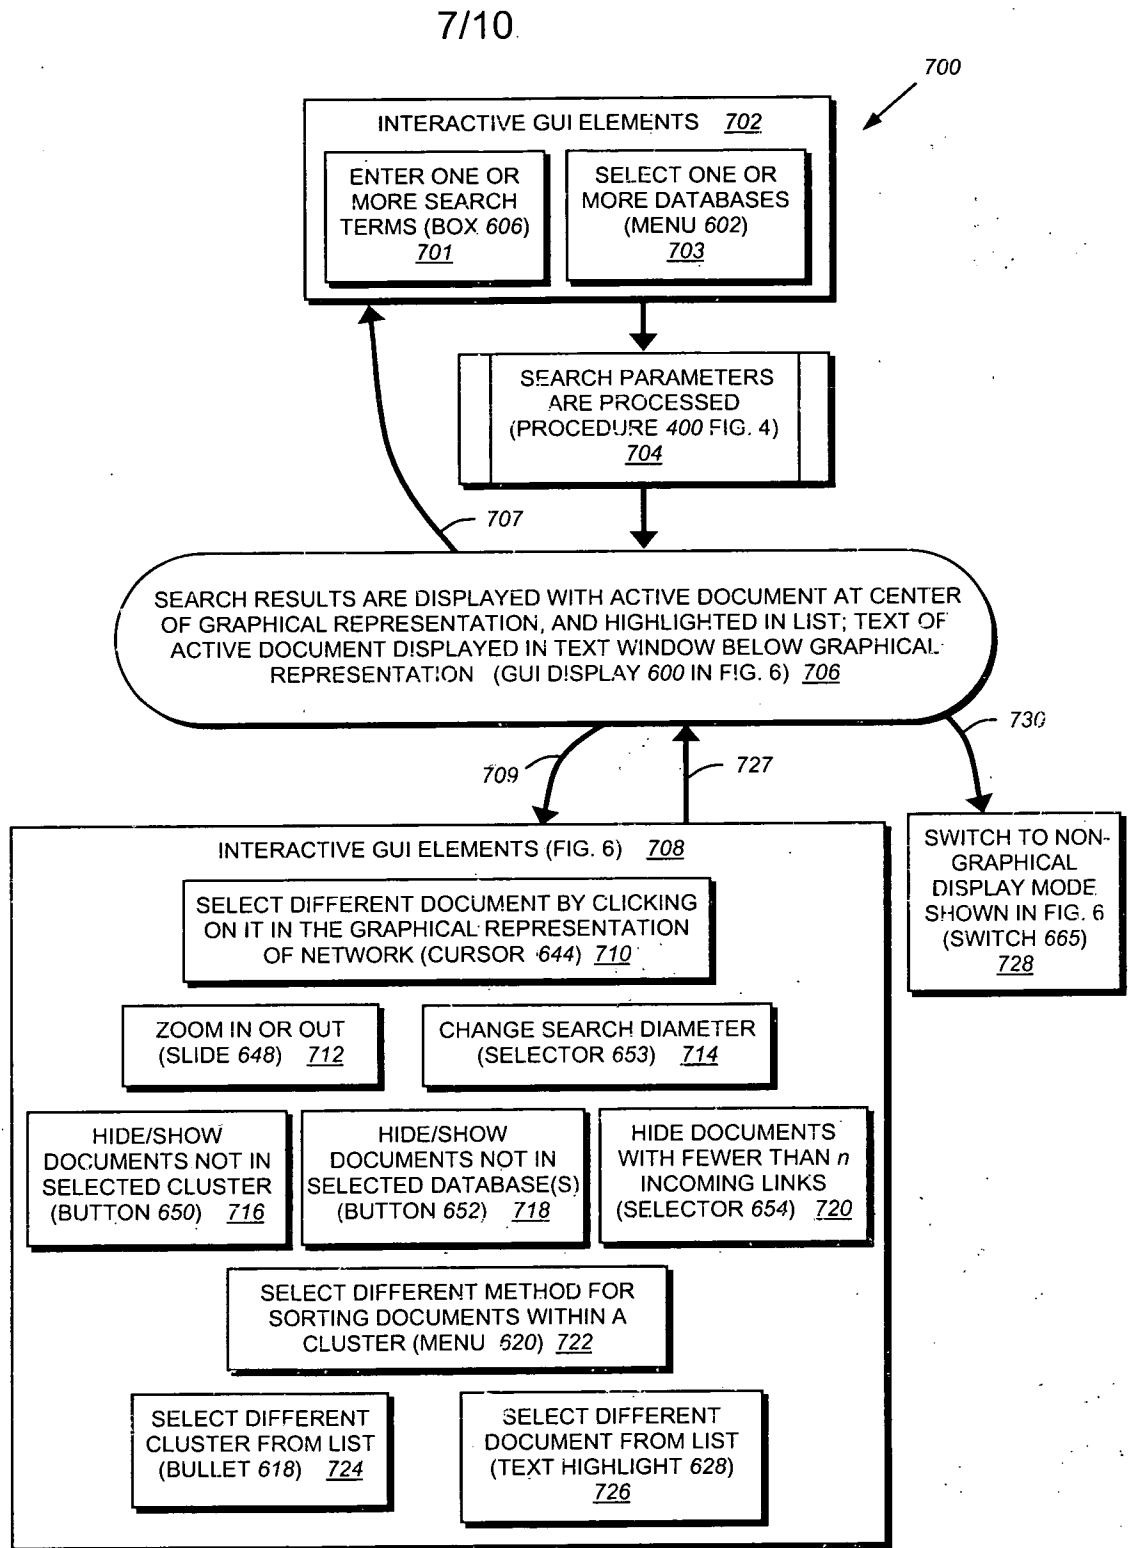 7/10
700
INTERACTIVE GUI ELEMENTS 702
ENTER ONE OR
MORE SEARCH
TERMS (BOX 606)
701
SELECT ONE OR
MORE DATABASES
(MENU 602)
703
SEARCH PARAMETERS
ARE PROCESSED
(PROCEDURE 400 FIG. 4)
704
707
SEARCH RESULTS ARE DISPLAYED WITH ACTIVE DOCUMENT AT CENTER
OF GRAPHICAL REPRESENTATION, AND HIGHLIGHTED IN LIST; TEXT OF
ACTIVE DOCUMENT DISPLAYED IN TEXT WINDOW BELOW GRAPHICAL
REPRESENTATION (GUI DISPLAY 600 IN FIG. 6) 706
709
727
730
INTERACTIVE GUI ELEMENTS (FIG. 6) 708
SELECT DIFFERENT DOCUMENT BY CLICKING
ON IT IN THE GRAPHICAL REPRESENTATION
OF NETWORK (CURSOR 644) 710
ZOOM IN OR OUT
(SLIDE 648) 712
CHANGE SEARCH DIAMETER
(SELECTOR 653) 714
HIDE/SHOW
DOCUMENTS NOT IN
SELECTED CLUSTER
(BUTTON 650) 716
HIDE/SHOW
DOCUMENTS NOT IN
SELECTED DATABASE(S)
(BUTTON 652) 718
HIDE DOCUMENTS
WITH FEWER THAN n
INCOMING LINKS
(SELECTOR 654) 720
SELECT DIFFERENT METHOD FOR
SORTING DOCUMENTS WITHIN A
CLUSTER (MENU 620) 722
SELECT DIFFERENT
CLUSTER FROM LIST
(BULLET 618) 724
SELECT DIFFERENT
DOCUMENT FROM LIST
(TEXT HIGHLIGHT 628)
726
SWITCH TO NON-
GRAPHICAL
DISPLAY MODE
SHOWN IN FIG. 6
(SWITCH 665)
728